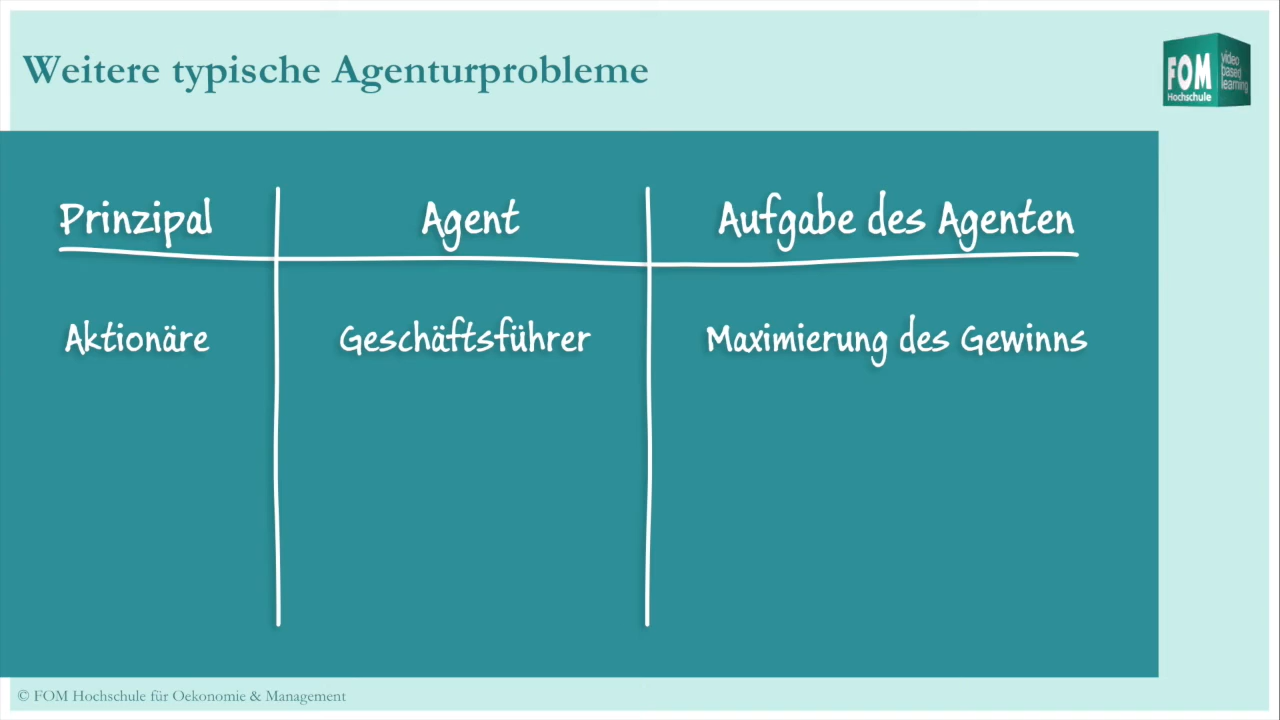 Weitere typische Agenturprobleme
FOM
Hochschule
video
based
learning
Prinzipal Agent Aufgabe des Agenten
Aktionäre Geschäftsführer Maximierung des Gewinns
© FOM Hochschule für Oekonomie & Management